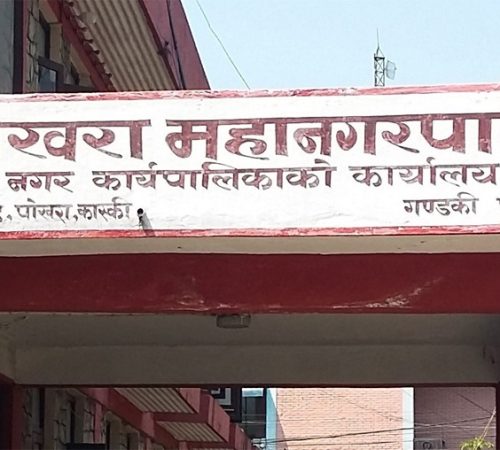 खरा महानगरपा
नगर कार्यपालिकाको कार्यालय
पोखरा, कास्की गण्डकी